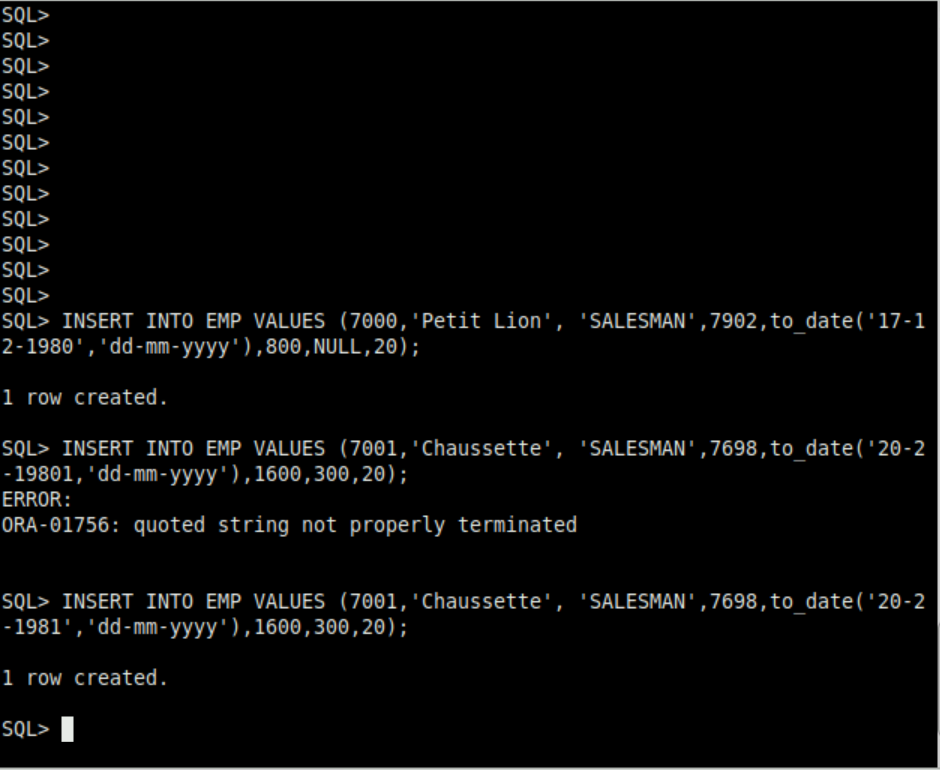 SQL>
SQL>
SQL>
SQL>
SQL>
SQL>
SQL>
SQL>
SQL>
SQL>
SQL>
SQL>
SQL> INSERT INTO EMP VALUES (7000,'Petit Lion', 'SALESMAN',7902,to_date('17-1
2-1980','dd-mm-yyyy'),800,NULL,20);
1 row created.
SQL> INSERT INTO EMP VALUES (7001,'Chaussette', 'SALESMAN',7698,to_date('20-2
-19801,'dd-mm-yyyy'),1600,300,20);
ERROR:
ORA-01756: quoted string not properly terminated
SQL> INSERT INTO EMP VALUES (7001,'Chaussette', 'SALESMAN',7698,to_date('20-2
-1981','dd-mm-yyyy'),1600,300,20);
1 row created.
SQL>